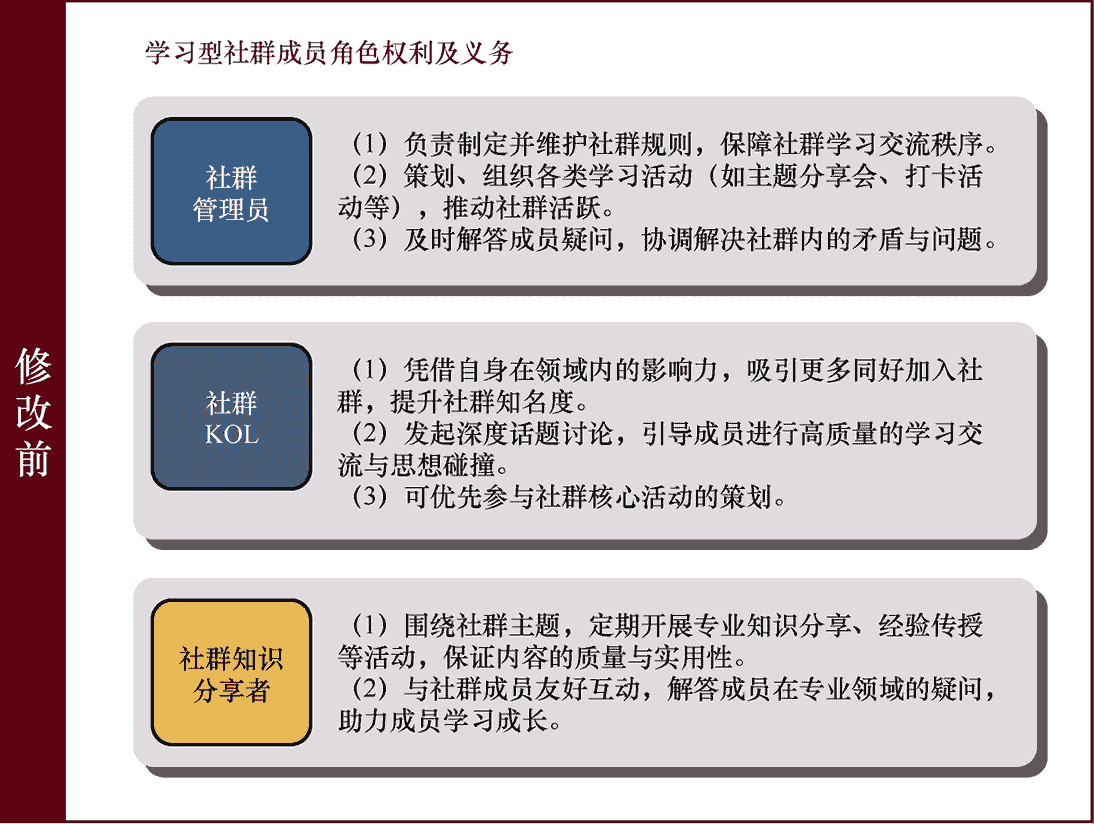 学习型社群成员角色权利及义务
修
改
前
社群
管理员
（1）负责制定并维护社群规则，保障社群学习交流秩序。
（2）策划、组织各类学习活动（如主题分享会、打卡活
动等），推动社群活跃。
（3）及时解答成员疑问，协调解决社群内的矛盾与问题。
社群
KOL
（1）凭借自身在领域内的影响力，吸引更多同好加入社
群，提升社群知名度。
（2）发起深度话题讨论，引导成员进行高质量的学习交
流与思想碰撞。
（3）可优先参与社群核心活动的策划。
社群知识
分享者
（1）围绕社群主题，定期开展专业知识分享、经验传授
等活动，保证内容的质量与实用性。
（2）与社群成员友好互动，解答成员在专业领域的疑问，
助力成员学习成长。